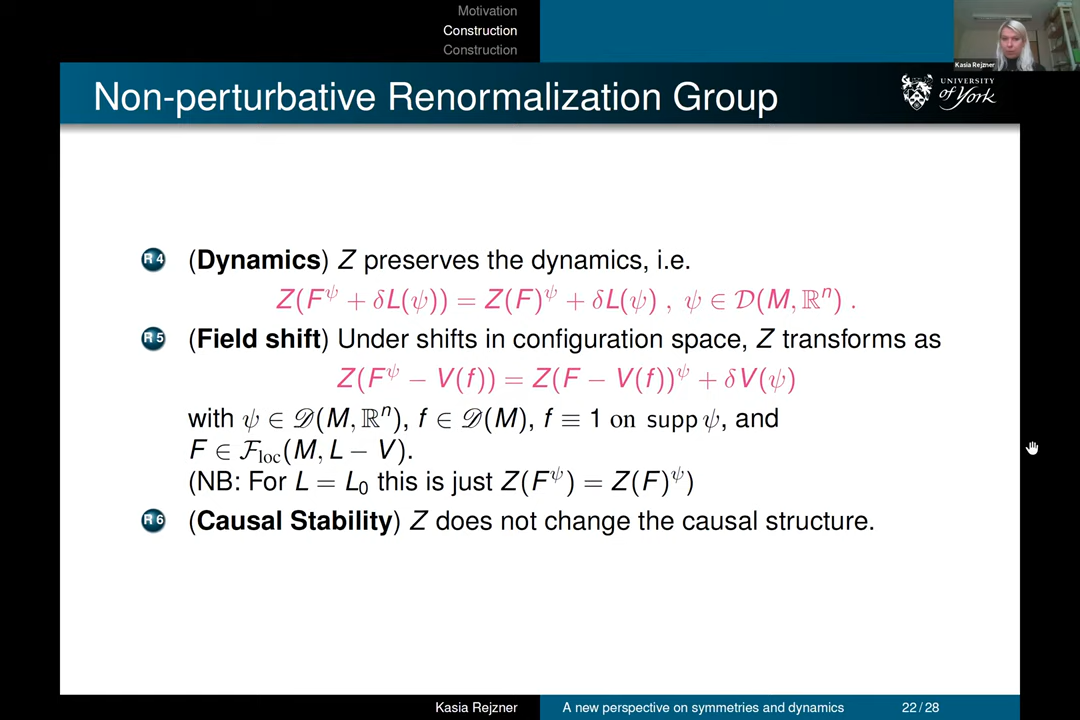 Motivation
Construction
Construction
Kasia Rejzner
Non-perturbative Renormalization Group
UNIVERSITY
of York
R 4 (Dynamics) Z preserves the dynamics, i.e.
Z(F^ψ + δL(ψ)) = Z(F)^ψ + δL(ψ) , ψ ∈ 𝒟(M, ℝⁿ) .
R 5 (Field shift) Under shifts in configuration space, Z transforms as
Z(F^ψ − V(f)) = Z(F − V(f))^ψ + δV(ψ)
with ψ ∈ 𝒟(M, ℝⁿ), f ∈ 𝒟(M), f ≡ 1 on supp ψ, and
F ∈ ℱ_loc(M, L − V).
(NB: For L = L₀ this is just Z(F^ψ) = Z(F)^ψ)
R 6 (Causal Stability) Z does not change the causal structure.
Kasia Rejzner A new perspective on symmetries and dynamics 22 / 28